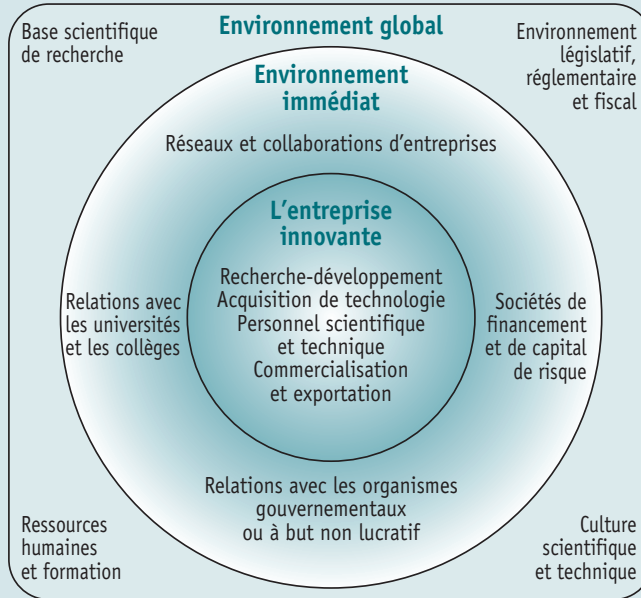 Base scientifique
de recherche
Environnement global
Environnement
législatif,
réglementaire
et fiscal
Environnement
immédiat
Réseaux et collaborations d'entreprises
L'entreprise
innovante
Recherche-développement
Acquisition de technologie
Personnel scientifique
et technique
Commercialisation
et exportation
Relations avec
les universités
et les collèges
Sociétés de
financement
et de capital
de risque
Relations avec les organismes
gouvernementaux
ou à but non lucratif
Ressources
humaines
et formation
Culture
scientifique
et technique